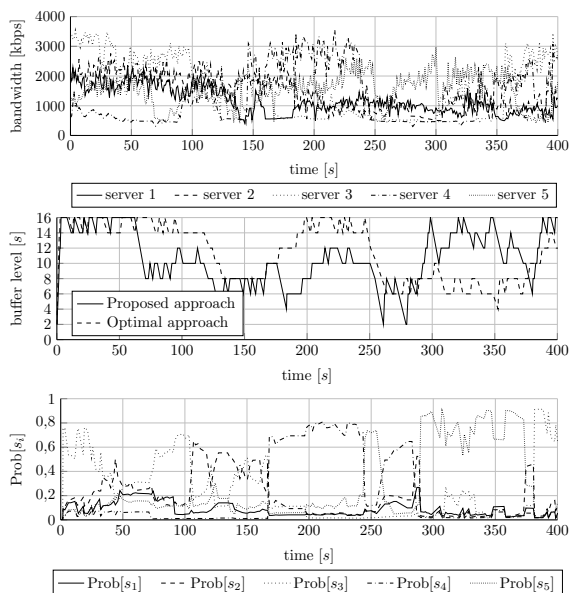 4000
3000
2000
1000
0
bandwidth [kbps]
0 50 100 150 200 250 300 350 400
time [s]
server 1 server 2 server 3 server 4 server 5
16
14
12
10
8
6
4
2
0
buffer level [s]
Proposed approach
Optimal approach
0 50 100 150 200 250 300 350 400
time [s]
1
0.8
0.6
0.4
0.2
0
Prob[s_i]
0 50 100 150 200 250 300 350 400
time [s]
Prob[s_1] Prob[s_2] Prob[s_3] Prob[s_4] Prob[s_5]